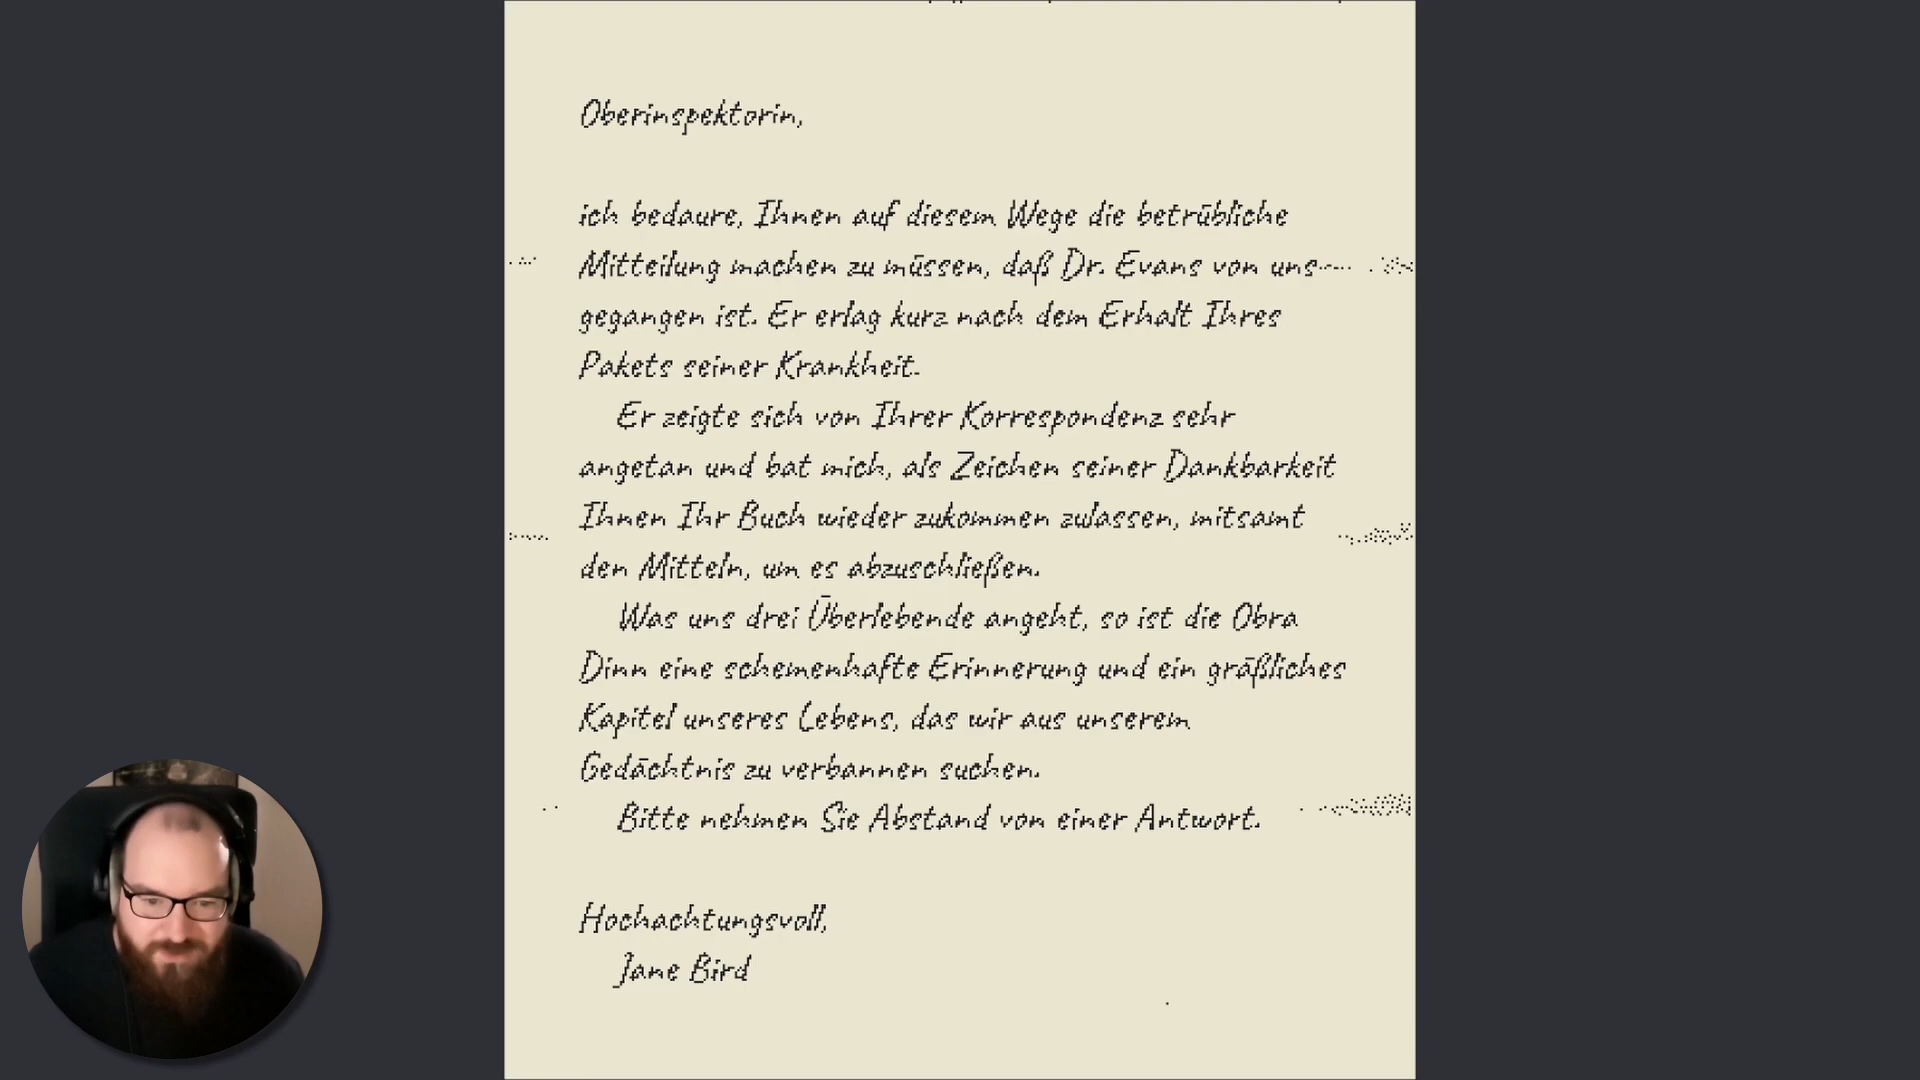 Oberinspektorin,
ich bedaure, Ihnen auf diesem Wege die betrübliche
Mitteilung machen zu müssen, daß Dr. Evans von uns
gegangen ist. Er erlag kurz nach dem Erhalt Ihres
Pakets seiner Krankheit.
Er zeigte sich von Ihrer Korrespondenz sehr
angetan und bat mich, als Zeichen seiner Dankbarkeit
Ihnen Ihr Buch wieder zukommen zulassen, mitsamt
den Mitteln, um es abzuschließen.
Was uns drei Überlebende angeht, so ist die Obra
Dinn eine schemenhafte Erinnerung und ein gräßliches
Kapitel unseres Lebens, das wir aus unserem
Gedächtnis zu verbannen suchen.
Bitte nehmen Sie Abstand von einer Antwort.
Hochachtungsvoll,
Jane Bird